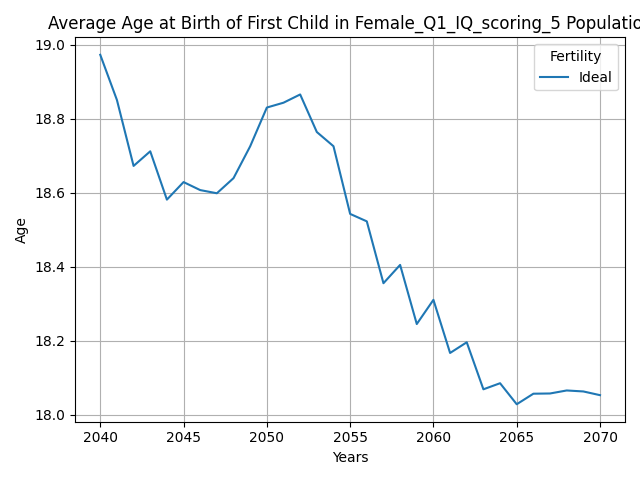 Average Age at Birth of First Child in Female_Q1_IQ_scoring_5 Populatio
19.0
18.8
18.6
18.4
18.2
18.0
Age
Fertility
Ideal
2040
2045
2050
2055
2060
2065
2070
Years